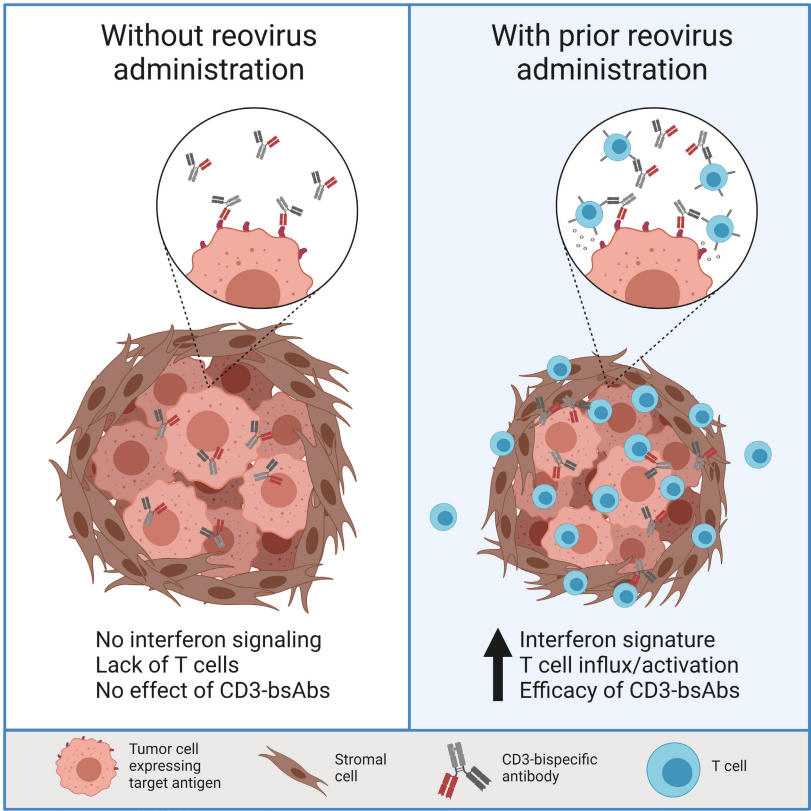 Without reovirus
administration
With prior reovirus
administration
No interferon signaling
Lack of T cells
No effect of CD3-bsAbs
Interferon signature
T cell influx/activation
Efficacy of CD3-bsAbs
Tumor cell
expressing
target antigen
Stromal
cell
CD3-bispecific
antibody
T cell